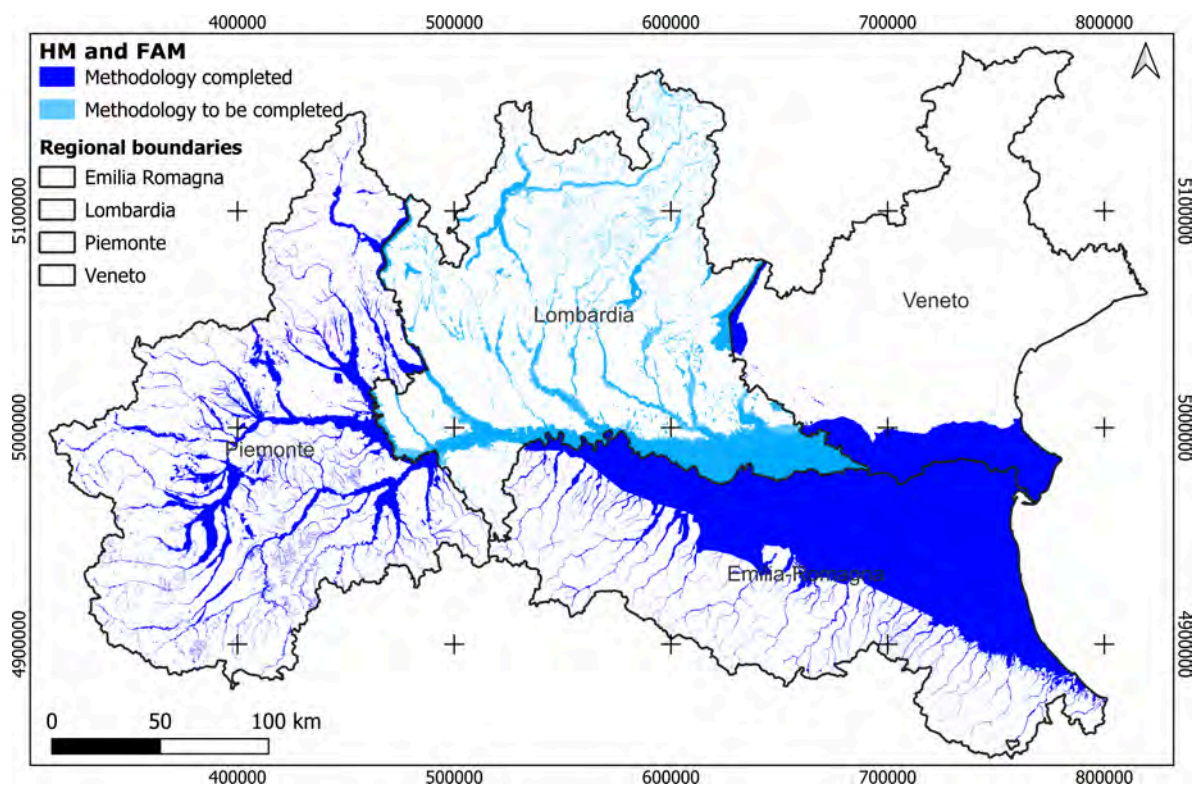 400000 500000 600000 700000 800000
HM and FAM
Methodology completed
Methodology to be completed
Regional boundaries
Emilia Romagna
Lombardia
Piemonte
Veneto
5100000
5100000
Lombardia
Veneto
5000000
5000000
Piemonte
Emilia-Romagna
4900000
4900000
0 50 100 km
400000 500000 600000 700000 800000